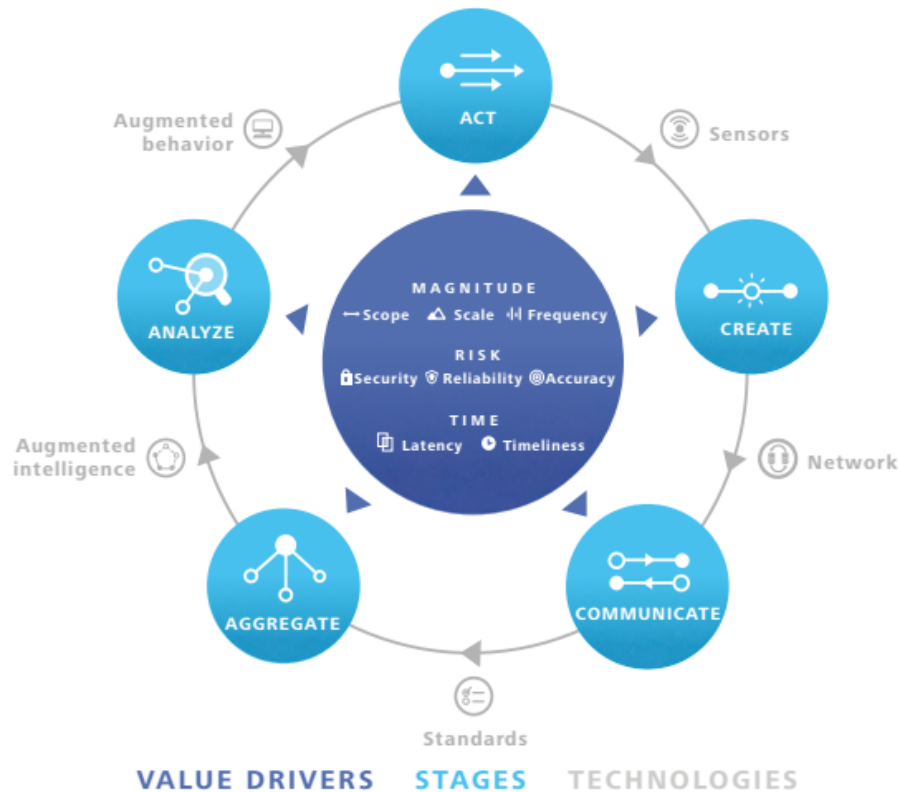 ACT
Augmented
behavior
Sensors
ANALYZE
CREATE
MAGNITUDE
Scope Scale Frequency
RISK
Security Reliability Accuracy
TIME
Latency Timeliness
Augmented
intelligence
Network
AGGREGATE
COMMUNICATE
Standards
VALUE DRIVERS STAGES TECHNOLOGIES